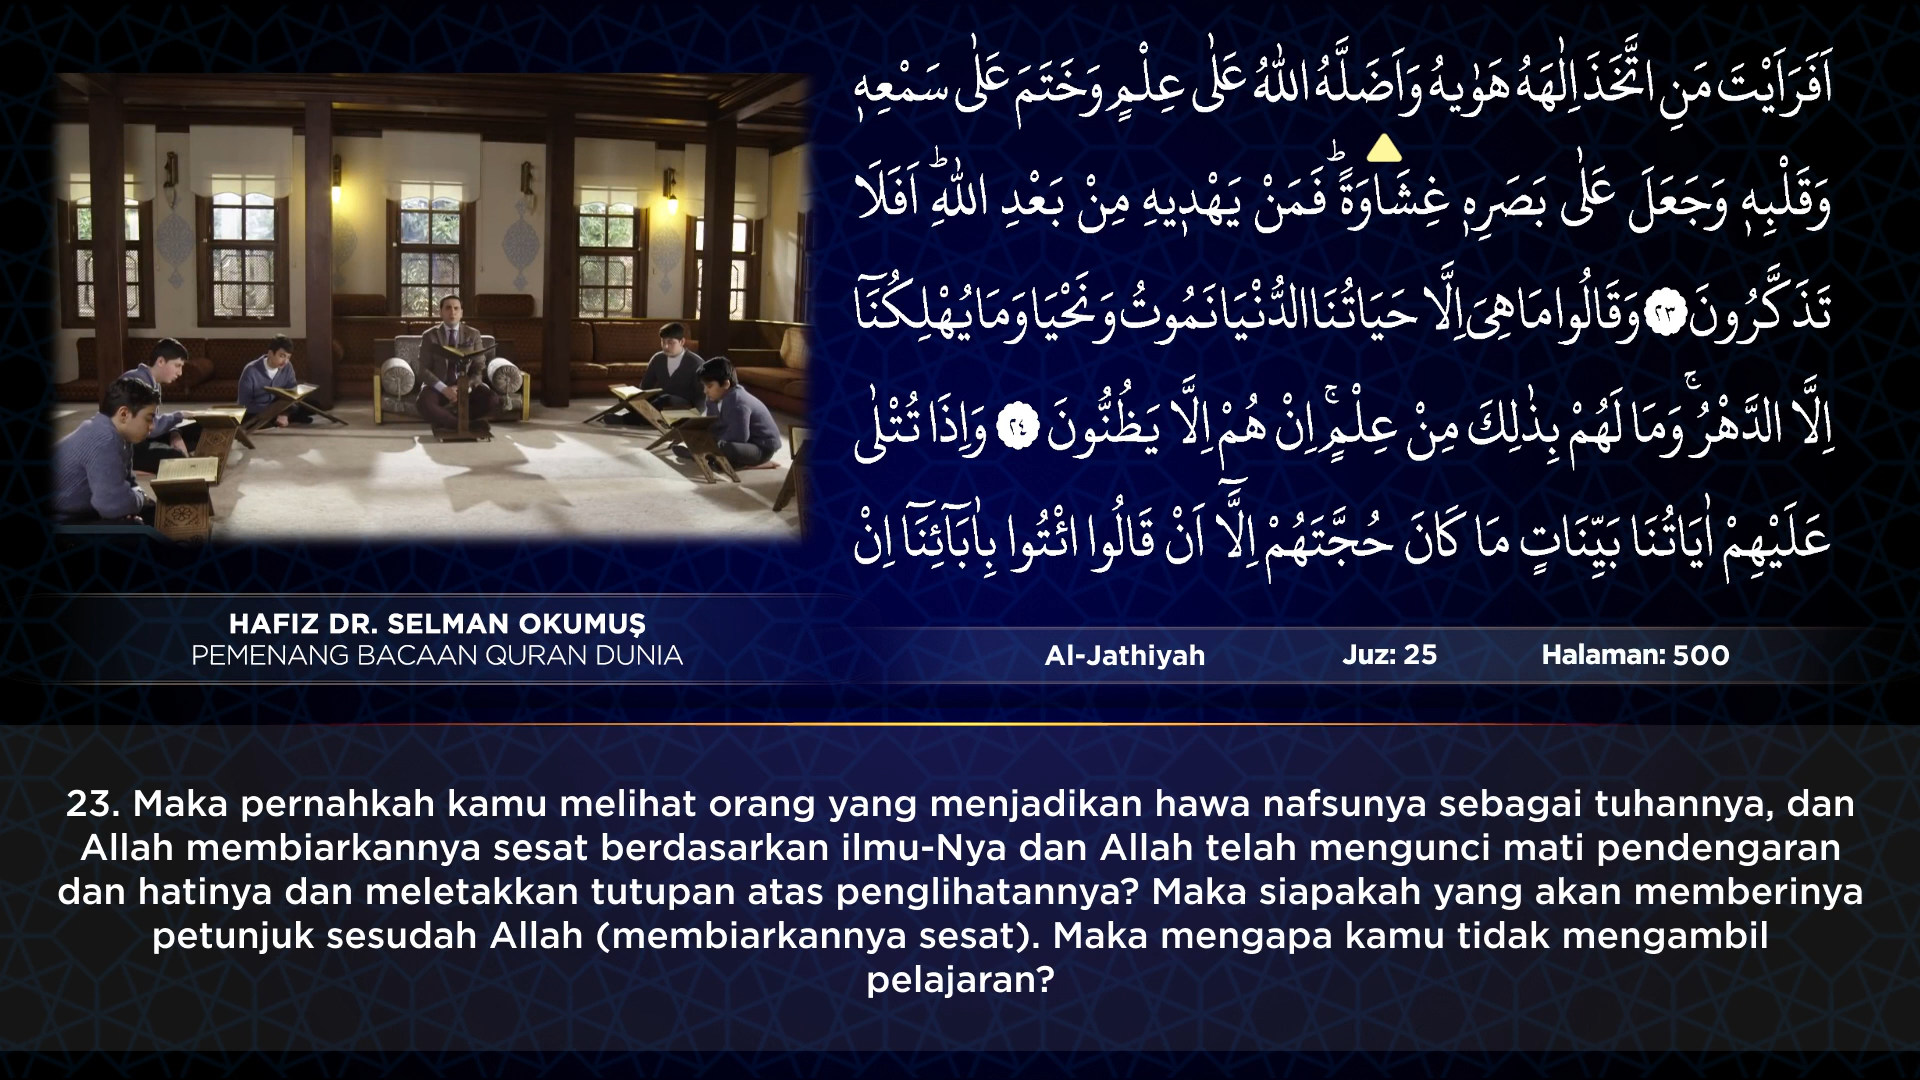 اَفَرَاَيْتَ مَنِ اتَّخَذَ اِلٰهَهُ هَوٰيهُ وَاَضَلَّهُ اللّٰهُ عَلٰى عِلْمٍ وَخَتَمَ عَلٰى سَمْعِهٖ
وَقَلْبِهٖ وَجَعَلَ عَلٰى بَصَرِهٖ غِشَاوَةًۜ فَمَنْ يَهْدٖيهِ مِنْ بَعْدِ اللّٰهِۜ اَفَلَا
تَذَكَّرُونَ ﴿٢٣﴾ وَقَالُوا مَا هِيَ اِلَّا حَيَاتُنَا الدُّنْيَا نَمُوتُ وَنَحْيَا وَمَا يُهْلِكُنَٓا
اِلَّا الدَّهْرُۚ وَمَا لَهُمْ بِذٰلِكَ مِنْ عِلْمٍۚ اِنْ هُمْ اِلَّا يَظُنُّونَ ﴿٢٤﴾ وَاِذَا تُتْلٰى
عَلَيْهِمْ اٰيَاتُنَا بَيِّنَاتٍ مَا كَانَ حُجَّتَهُمْ اِلَّٓا اَنْ قَالُوا ائْتُوا بِاٰبَٓائِنَٓا اِنْ
HAFIZ DR. SELMAN OKUMUŞ
PEMENANG BACAAN QURAN DUNIA
Al-Jathiyah Juz: 25 Halaman: 500
23. Maka pernahkah kamu melihat orang yang menjadikan hawa nafsunya sebagai tuhannya, dan
Allah membiarkannya sesat berdasarkan ilmu-Nya dan Allah telah mengunci mati pendengaran
dan hatinya dan meletakkan tutupan atas penglihatannya? Maka siapakah yang akan memberinya
petunjuk sesudah Allah (membiarkannya sesat). Maka mengapa kamu tidak mengambil
pelajaran?